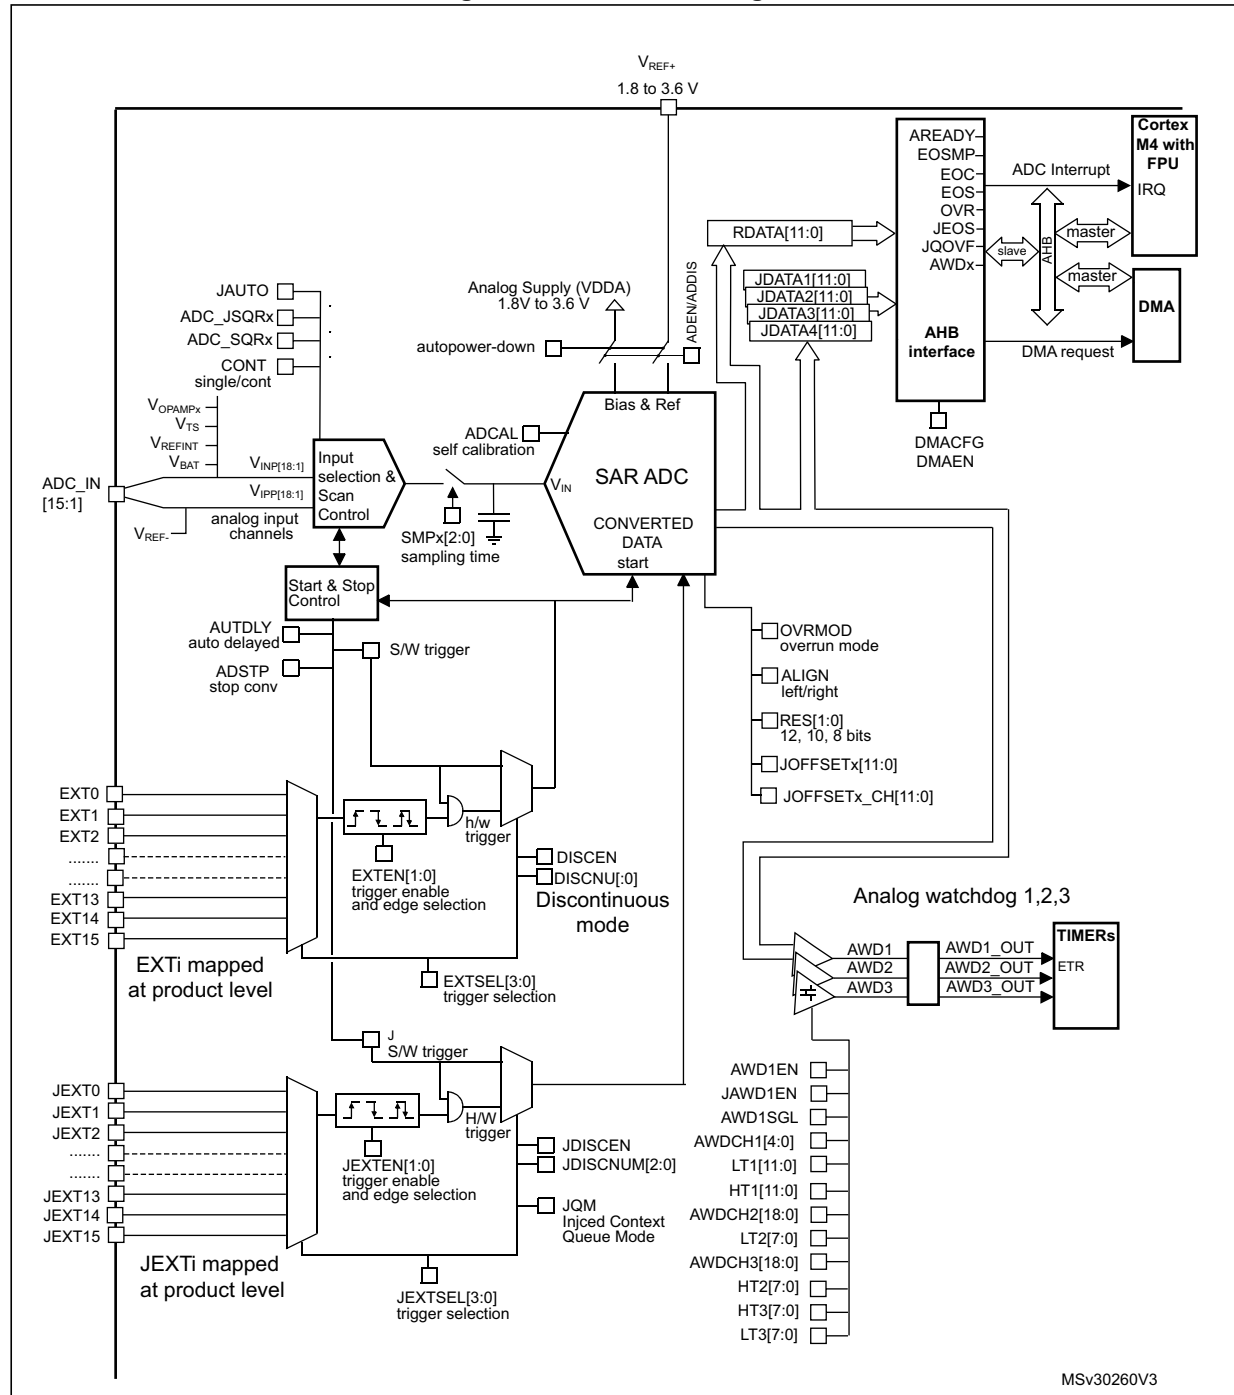 VREF+
1.8 to 3.6 V
Cortex
M4 with
FPU
IRQ
AREADY
EOSMP
EOC
EOS
OVR
JEOS
JQOVF
AWDx
ADC Interrupt
slave
AHB
master
master
DMA
AHB
interface
DMA request
DMACFG
DMAEN
RDATA[11:0]
JDATA1[11:0]
JDATA2[11:0]
JDATA3[11:0]
JDATA4[11:0]
ADEN/ADDIS
Analog Supply (VDDA)
1.8V to 3.6 V
autopower-down
JAUTO
ADC_JSQRx
ADC_SQRx
CONT
single/cont
VOPAMPx
VTS
VREFINT
VBAT
ADC_IN
[15:1]
VREF-
VINP[18:1]
VIPP[18:1]
analog input
channels
Input
selection &
Scan
Control
SMPx[2:0]
sampling time
ADCAL
self calibration
Bias & Ref
VIN
SAR ADC
CONVERTED
DATA
start
Start & Stop
Control
AUTDLY
auto delayed
ADSTP
stop conv
S/W trigger
OVRMOD
overrun mode
ALIGN
left/right
RES[1:0]
12, 10, 8 bits
JOFFSETx[11:0]
JOFFSETx_CH[11:0]
EXT0
EXT1
EXT2
.......
.......
EXT13
EXT14
EXT15
EXTi mapped
at product level
h/w
trigger
EXTEN[1:0]
trigger enable
and edge selection
DISCEN
DISCNU[:0]
Discontinuous
mode
EXTSEL[3:0]
trigger selection
Analog watchdog 1,2,3
AWD1
AWD2
AWD3
AWD1_OUT
AWD2_OUT
AWD3_OUT
TIMERs
ETR
J
S/W trigger
JEXT0
JEXT1
JEXT2
.......
.......
JEXT13
JEXT14
JEXT15
JEXTi mapped
at product level
H/W
trigger
JEXTEN[1:0]
trigger enable
and edge selection
JDISCEN
JDISCNUM[2:0]
JQM
Injced Context
Queue Mode
JEXTSEL[3:0]
trigger selection
AWD1EN
JAWD1EN
AWD1SGL
AWDCH1[4:0]
LT1[11:0]
HT1[11:0]
AWDCH2[18:0]
LT2[7:0]
AWDCH3[18:0]
HT2[7:0]
HT3[7:0]
LT3[7:0]
MSv30260V3